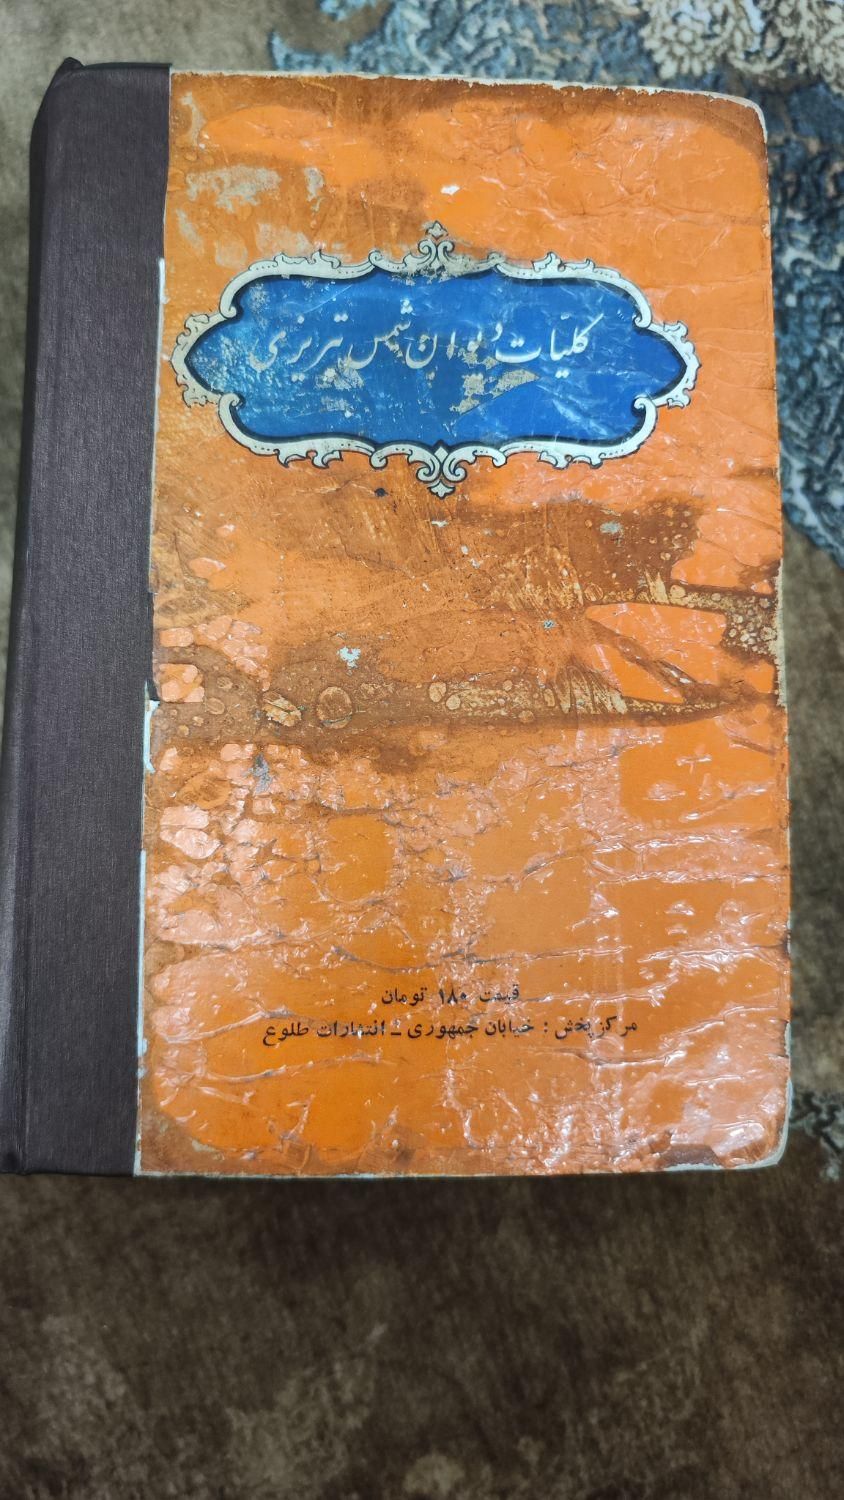 کلیات دیوان شمس تبریزی
قیمت ۱۸۰ تومان
مرکز پخش : خیابان جمهوری ـ انتشارات طلوع